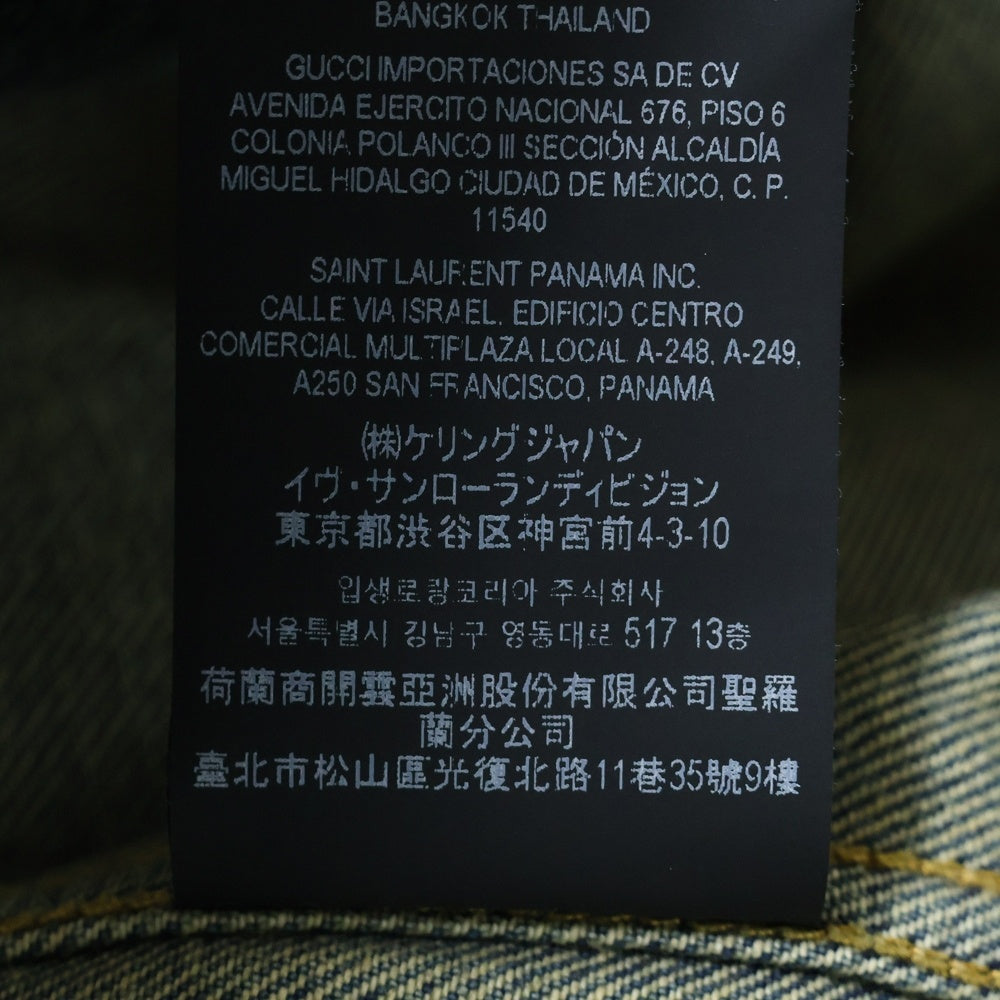 BANGKOK THAILAND
GUCCI IMPORTACIONES SA DE CV
AVENIDA EJERCITO NACIONAL 676, PISO 6
COLONIA POLANCO III SECCIÓN ALCALDÍA
MIGUEL HIDALGO CIUDAD DE MÉXICO, C. P.
11540
SAINT LAURENT PANAMA INC.
CALLE VIA ISRAEL, EDIFICIO CENTRO
COMERCIAL MULTIPLAZA LOCAL A-248, A-249,
A250 SAN FRANCISCO, PANAMA
(株)ケリングジャパン
イヴ・サンローランディビジョン
東京都渋谷区神宮前4-3-10
입생로랑코리아 주식회사
서울특별시 강남구 영동대로 517 13층
荷蘭商開雲亞洲股份有限公司聖羅
蘭分公司
臺北市松山區光復北路11巷35號9樓